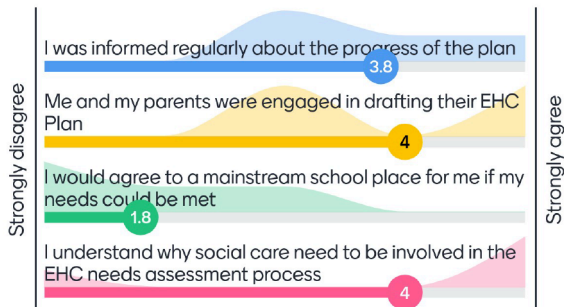 I was informed regularly about the progress of the plan
3.8
Me and my parents were engaged in drafting their EHC
Plan
4
I would agree to a mainstream school place for me if my
needs could be met
1.8
I understand why social care need to be involved in the
EHC needs assessment process
4
Strongly disagree
Strongly agree